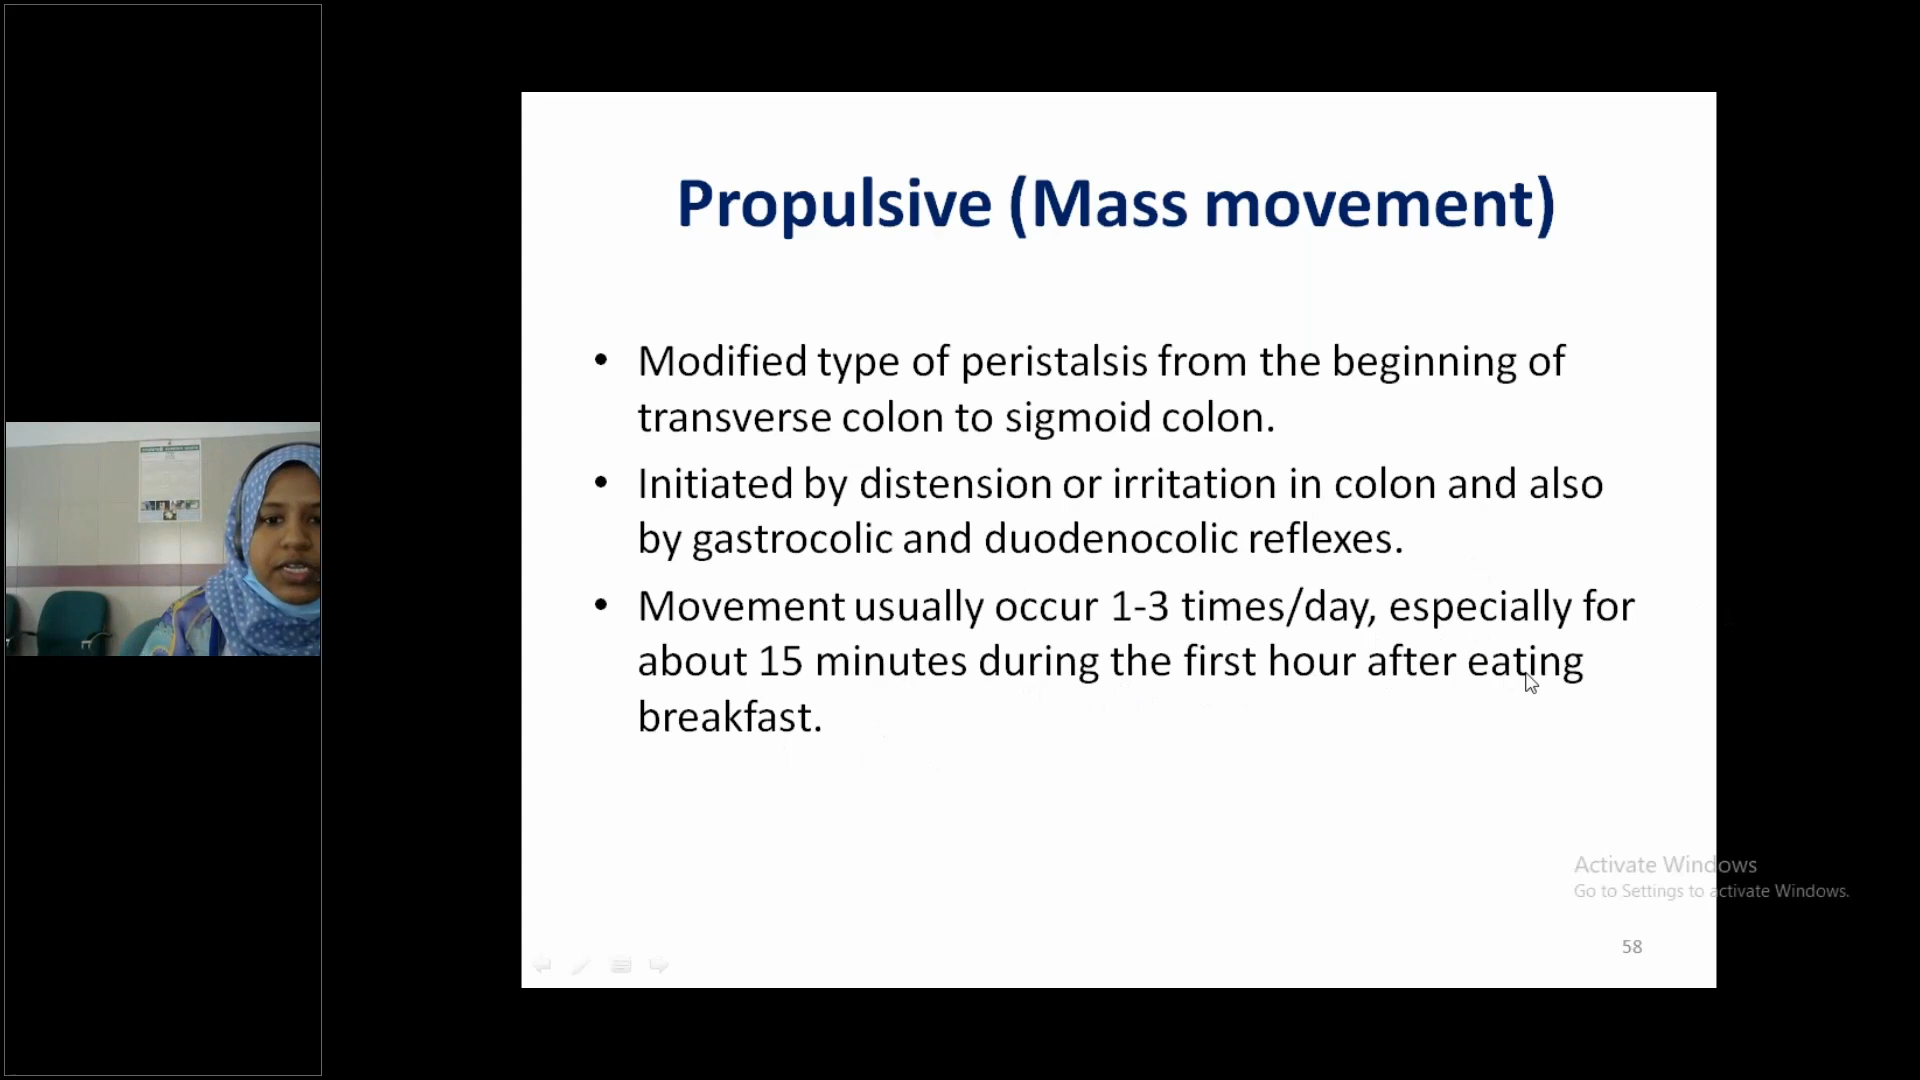 Propulsive (Mass movement)
• Modified type of peristalsis from the beginning of
transverse colon to sigmoid colon.
• Initiated by distension or irritation in colon and also
by gastrocolic and duodenocolic reflexes.
• Movement usually occur 1-3 times/day, especially for
about 15 minutes during the first hour after eating
breakfast.
Activate Windows
Go to Settings to activate Windows.
58